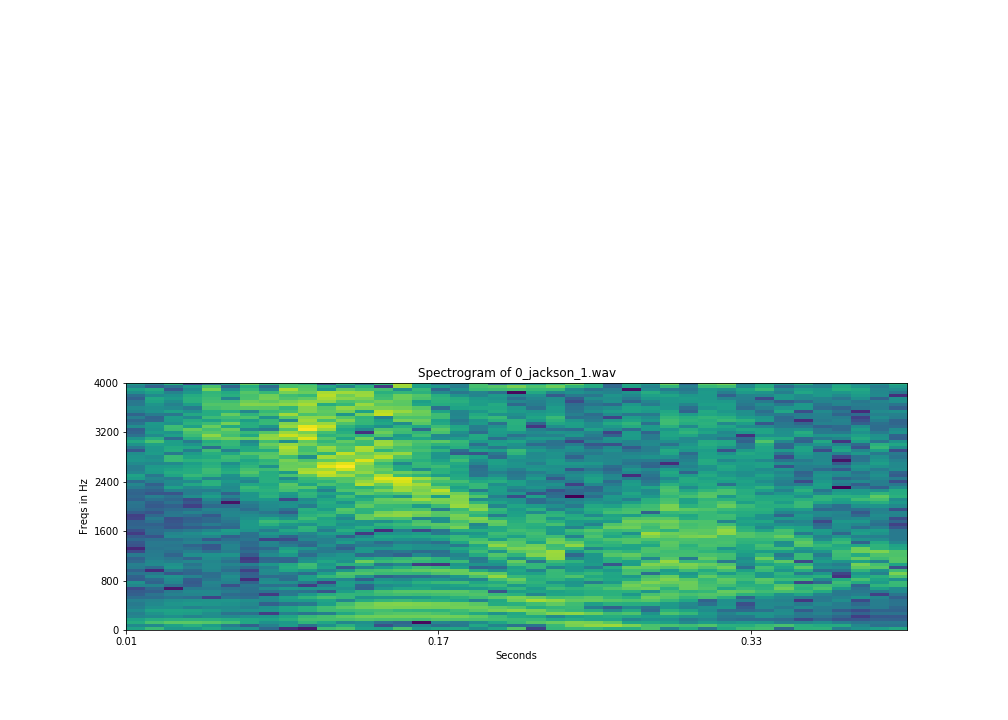 Spectrogram of 0_jackson_1.wav
4000
3200
2400
1600
800
0
Freqs in Hz
0.01 0.17 0.33
Seconds